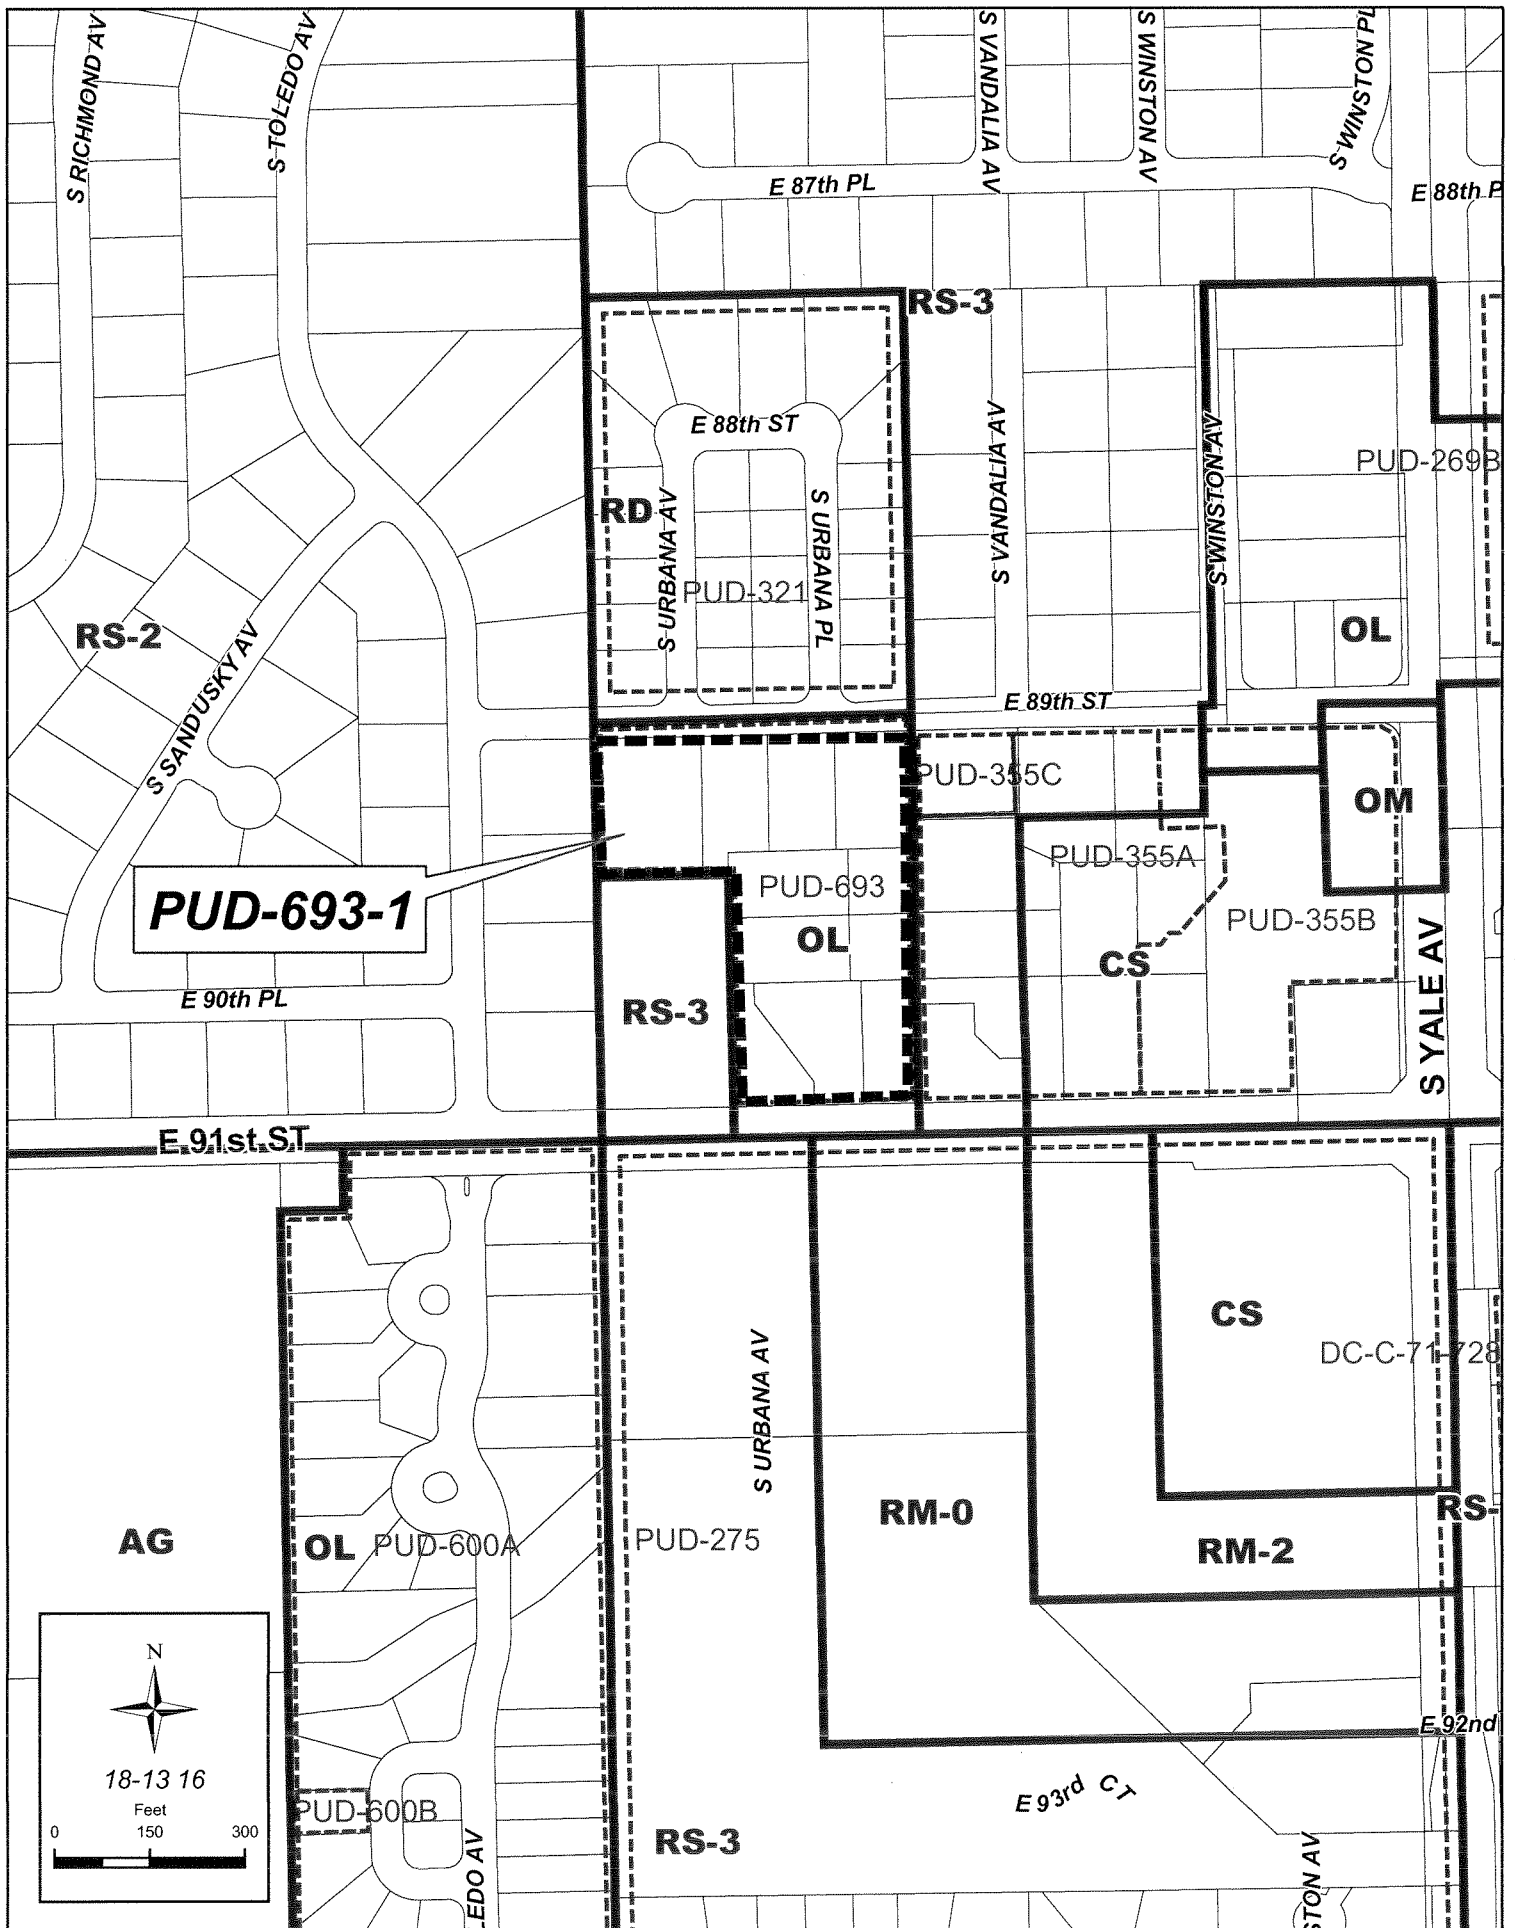 S RICHMOND AV
S TOLEDO AV
S VANDALIA AV
S WINSTON AV
S WINSTON PL
E 87th PL
E 88th P
RS-3
E 88th ST
S VANDALIA AV
S WINSTON AV
PUD-269B
RD
S URBANA AV
S URBANA PL
PUD-321
RS-2
OL
S SANDUSKY AV
E 89th ST
PUD-355C
OM
PUD-355A
PUD-693
PUD-693-1
PUD-355B
OL
CS
S YALE AV
E 90th PL
RS-3
E 91st ST
CS
DC-C-71-728
S URBANA AV
RM-0
RS-
AG
OL
PUD-600A
PUD-275
RM-2
N
E 92nd
18-13 16
E 93rd CT
Feet
0 150 300
PUD-600B
RS-3
LEDO AV
STON AV